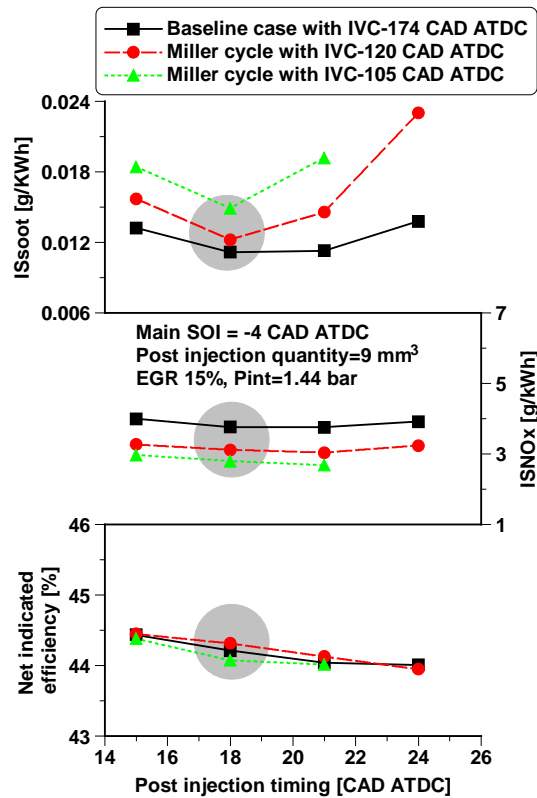 Baseline case with IVC-174 CAD ATDC
Miller cycle with IVC-120 CAD ATDC
Miller cycle with IVC-105 CAD ATDC
0.024
0.018
0.012
0.006
ISsoot [g/KWh]
Main SOI = -4 CAD ATDC
Post injection quantity=9 mm³
EGR 15%, Pint=1.44 bar
7
5
3
1
ISNOx [g/kWh]
46
45
44
43
Net indicated
efficiency [%]
14 16 18 20 22 24 26
Post injection timing [CAD ATDC]